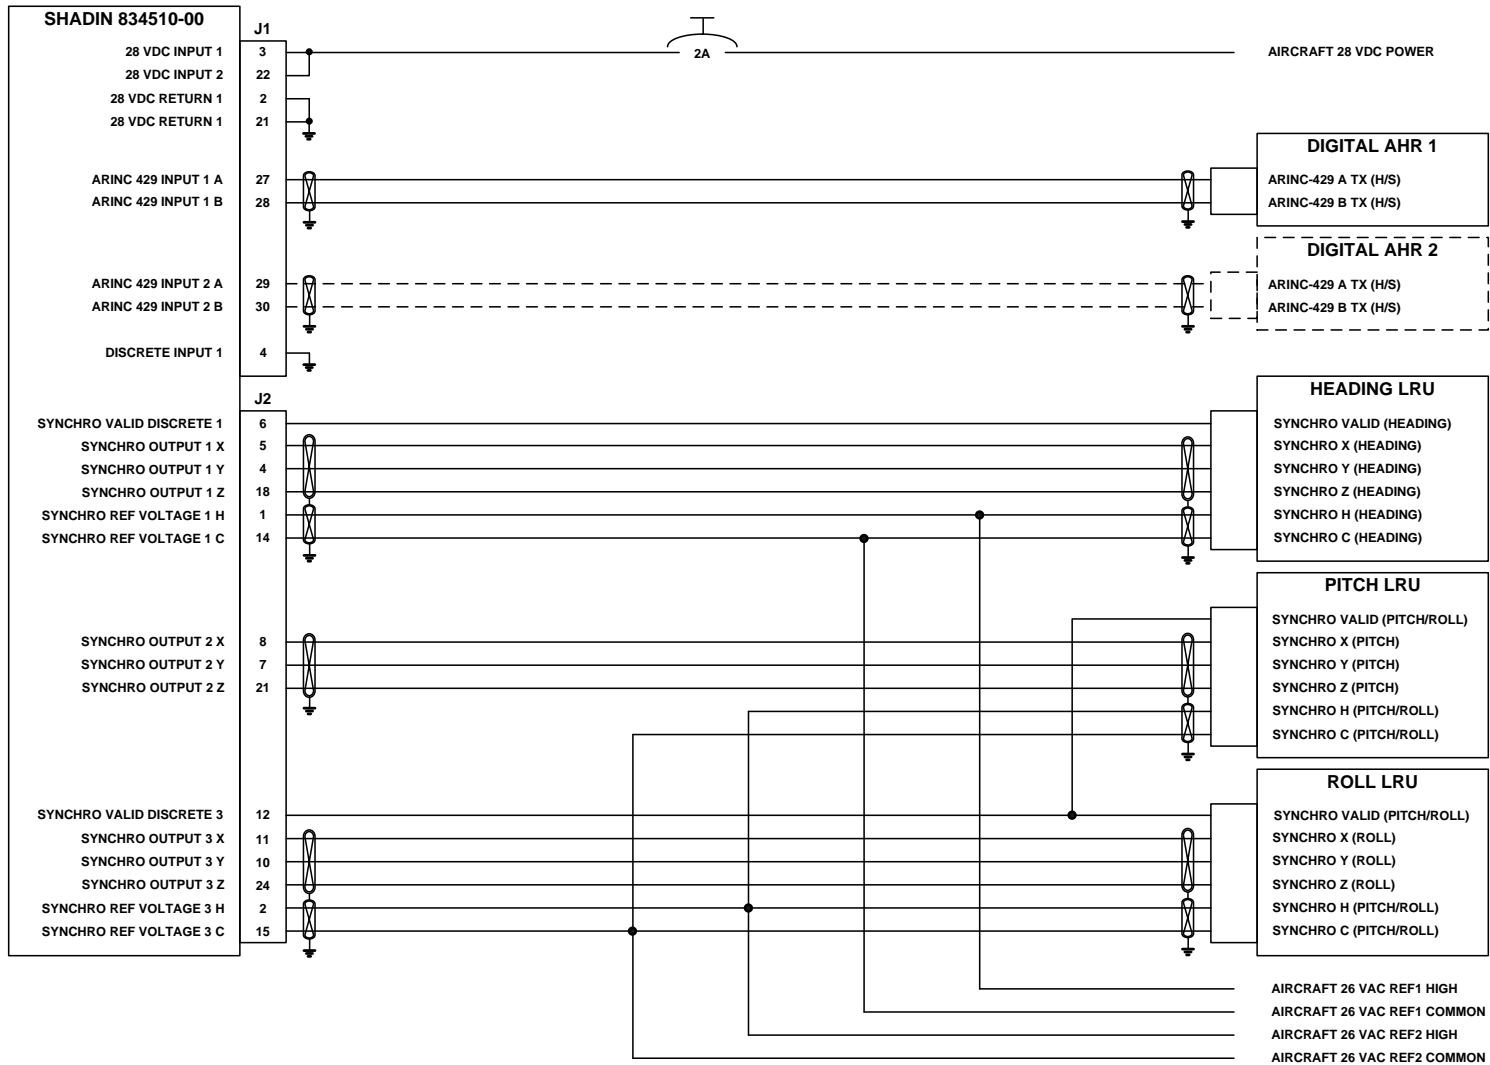 SHADIN 834510-00
J1
28 VDC INPUT 1 3 2A AIRCRAFT 28 VDC POWER
28 VDC INPUT 2 22
28 VDC RETURN 1 2
28 VDC RETURN 1 21
DIGITAL AHR 1
ARINC 429 INPUT 1 A 27 ARINC-429 A TX (H/S)
ARINC 429 INPUT 1 B 28 ARINC-429 B TX (H/S)
DIGITAL AHR 2
ARINC 429 INPUT 2 A 29 ARINC-429 A TX (H/S)
ARINC 429 INPUT 2 B 30 ARINC-429 B TX (H/S)
DISCRETE INPUT 1 4
HEADING LRU
J2
SYNCHRO VALID DISCRETE 1 6 SYNCHRO VALID (HEADING)
SYNCHRO OUTPUT 1 X 5 SYNCHRO X (HEADING)
SYNCHRO OUTPUT 1 Y 4 SYNCHRO Y (HEADING)
SYNCHRO OUTPUT 1 Z 18 SYNCHRO Z (HEADING)
SYNCHRO REF VOLTAGE 1 H 1 SYNCHRO H (HEADING)
SYNCHRO REF VOLTAGE 1 C 14 SYNCHRO C (HEADING)
PITCH LRU
SYNCHRO VALID (PITCH/ROLL)
SYNCHRO OUTPUT 2 X 8 SYNCHRO X (PITCH)
SYNCHRO OUTPUT 2 Y 7 SYNCHRO Y (PITCH)
SYNCHRO OUTPUT 2 Z 21 SYNCHRO Z (PITCH)
SYNCHRO H (PITCH/ROLL)
SYNCHRO C (PITCH/ROLL)
ROLL LRU
SYNCHRO VALID DISCRETE 3 12 SYNCHRO VALID (PITCH/ROLL)
SYNCHRO OUTPUT 3 X 11 SYNCHRO X (ROLL)
SYNCHRO OUTPUT 3 Y 10 SYNCHRO Y (ROLL)
SYNCHRO OUTPUT 3 Z 24 SYNCHRO Z (ROLL)
SYNCHRO REF VOLTAGE 3 H 2 SYNCHRO H (PITCH/ROLL)
SYNCHRO REF VOLTAGE 3 C 15 SYNCHRO C (PITCH/ROLL)
AIRCRAFT 26 VAC REF1 HIGH
AIRCRAFT 26 VAC REF1 COMMON
AIRCRAFT 26 VAC REF2 HIGH
AIRCRAFT 26 VAC REF2 COMMON